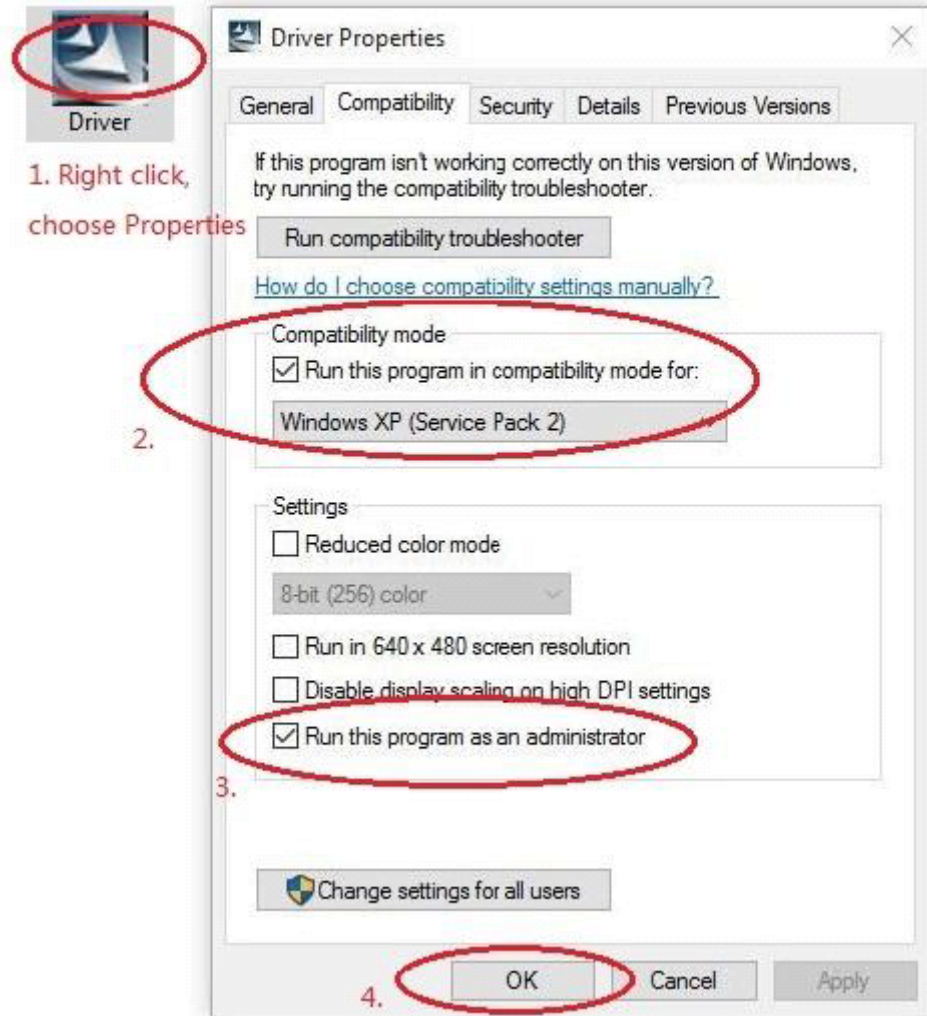 Driver
1. Right click,
choose Properties
Driver Properties
General Compatibility Security Details Previous Versions
If this program isn't working correctly on this version of Windows,
try running the compatibility troubleshooter.
Run compatibility troubleshooter
How do I choose compatibility settings manually?
Compatibility mode
Run this program in compatibility mode for:
Windows XP (Service Pack 2)
2.
Settings
Reduced color mode
8-bit (256) color
Run in 640 x 480 screen resolution
Disable display scaling on high DPI settings
Run this program as an administrator
3.
Change settings for all users
4.
OK Cancel Apply